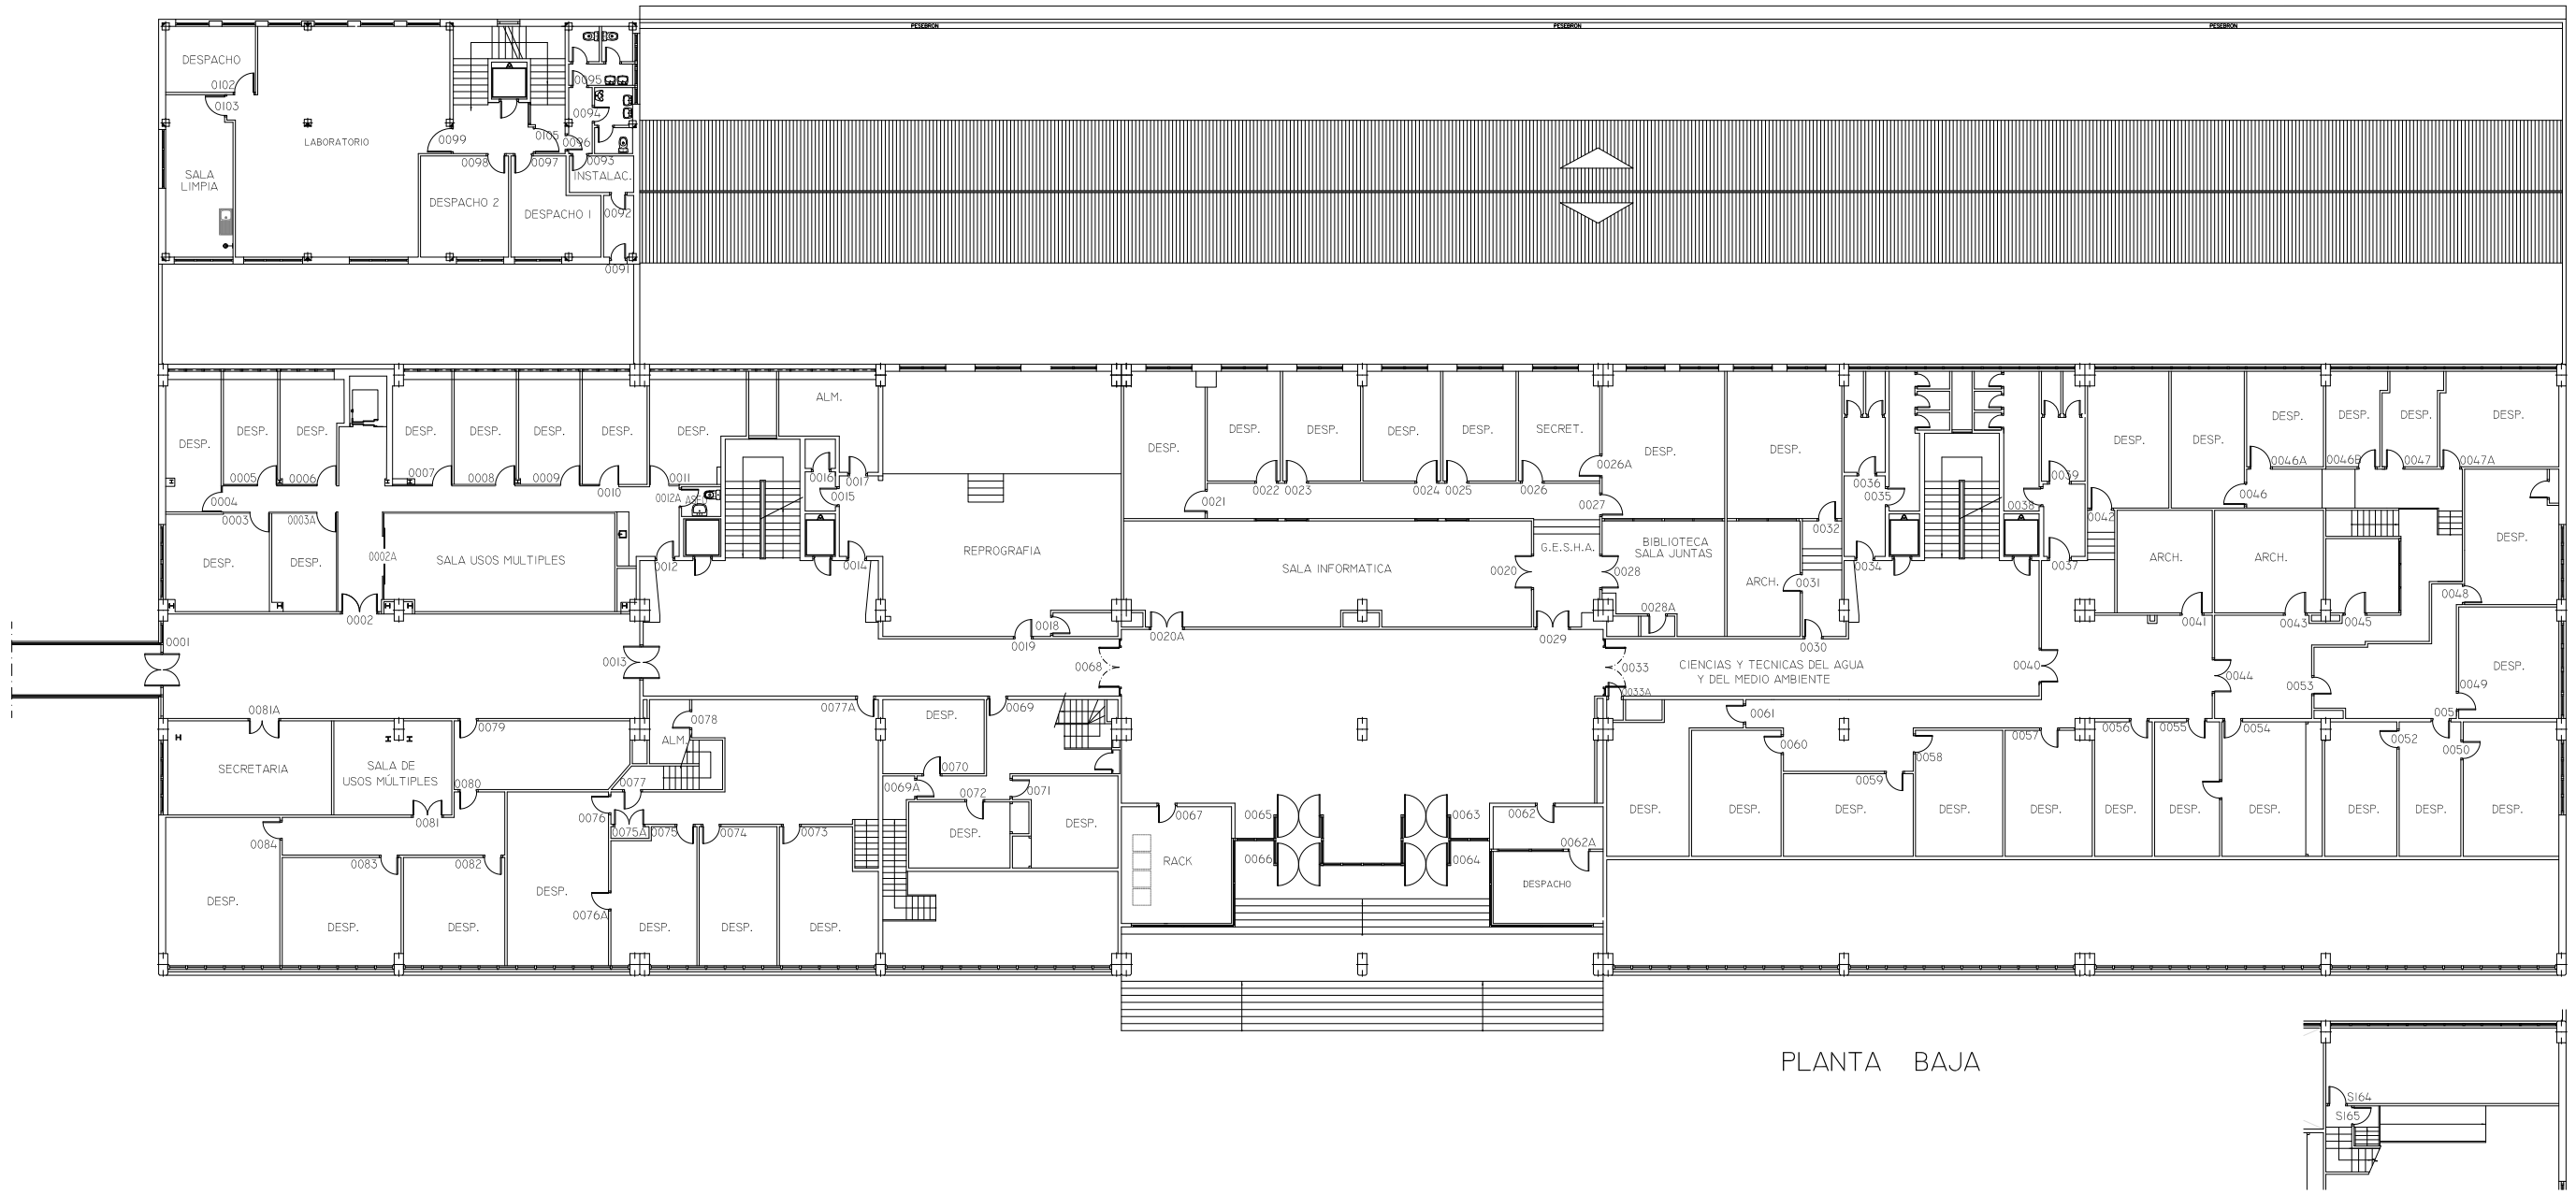 PESEBRON PESEBRON PESEBRON
DESPACHO
0102
0103
LABORATORIO
SALA
LIMPIA
0099
0098
0097
0105
0095
0094
0096
0093
INSTALAC.
DESPACHO 2
DESPACHO 1
0092
0091
DESP. DESP. DESP. DESP. DESP. DESP. DESP. DESP.
0004 0005 0006 0007 0008 0009 0010 0011
0003 0003A 0002A
0012A ASEO
DESP. DESP.
SALA USOS MULTIPLES
0002
0012
ALM.
0016 0017
0015
0014
REPROGRAFIA
0018
0019
DESP. DESP. DESP. DESP. DESP. SECRET. DESP. DESP.
0021 0022 0023 0024 0025 0026 0026A
0027
SALA INFORMATICA
G.E.S.H.A.
0020 0028
0020A 0029
BIBLIOTECA
SALA JUNTAS
0028A
ARCH.
0031
0032
0030
0036
0035
0034
0038
0039
0037
0042
DESP. DESP. DESP. DESP. DESP. DESP.
0046A 0046B 0047 0047A
0046
ARCH. ARCH.
0041 0043 0045
DESP.
0048
DESP.
0049
0001
0013
0068
0033
0033A
CIENCIAS Y TECNICAS DEL AGUA
Y DEL MEDIO AMBIENTE
0040
0044
0053
0081A
0079
SECRETARIA
SALA DE
USOS MÚLTIPLES
0080
0081
0084
0083
0082
DESP. DESP. DESP. DESP.
0078
ALM.
0077
0077A
0076
0076A
0075A 0075 0074 0073
DESP. DESP. DESP.
DESP.
0069
0070
0069A
0072
0071
DESP. DESP.
0067
RACK
0065
0066
0063
0064
0062
0062A
DESPACHO
0061
0060
0059
0058
0057
0056
0055
0054
0052
0050
DESP. DESP. DESP. DESP. DESP. DESP. DESP. DESP. DESP. DESP. DESP.
PLANTA BAJA
S164
S165